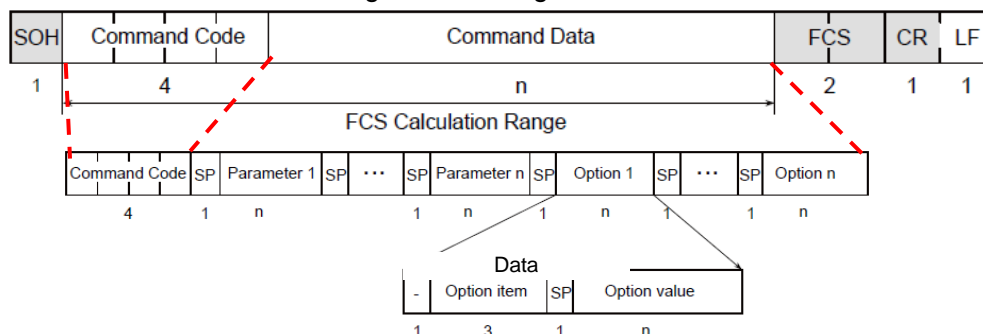 SOH Command Code Command Data FCS CR LF
1 4 n 2 1 1
FCS Calculation Range
Command Code SP Parameter 1 SP ... SP Parameter n SP Option 1 SP ... SP Option n
4 1 n 1 n 1 n 1 1 n
Data
- Option item SP Option value
1 3 1 n